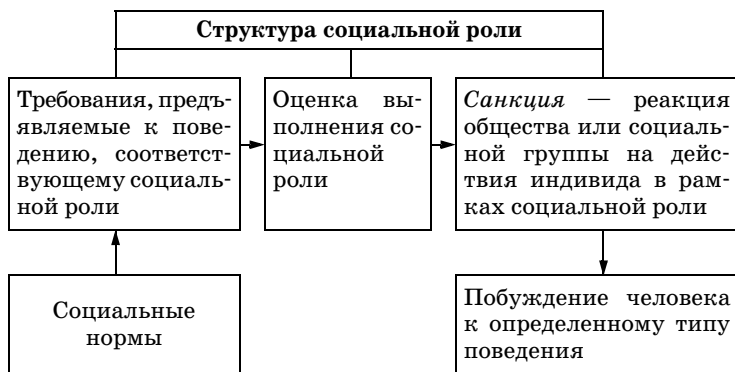 Структура социальной роли
Требования, предъ-
являемые к пове-
дению, соответст-
вующему социаль-
ной роли
Оценка вы-
полнения со-
циальной
роли
Санкция — реакция
общества или социаль-
ной группы на дейст-
вия индивида в рам-
ках социальной роли
Социальные
нормы
Побуждение человека
к определенному типу
поведения